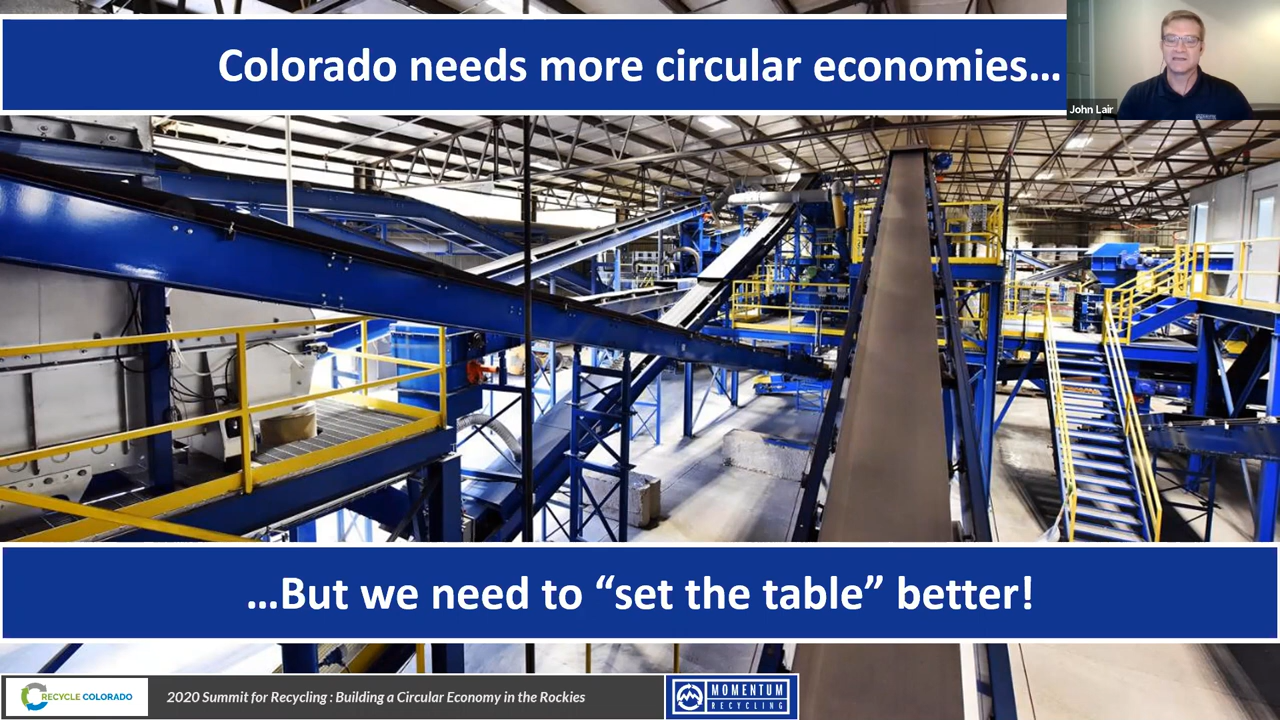 Colorado needs more circular economies…
John Lair
…But we need to “set the table” better!
RECYCLE COLORADO
2020 Summit for Recycling : Building a Circular Economy in the Rockies
MOMENTUM
RECYCLING